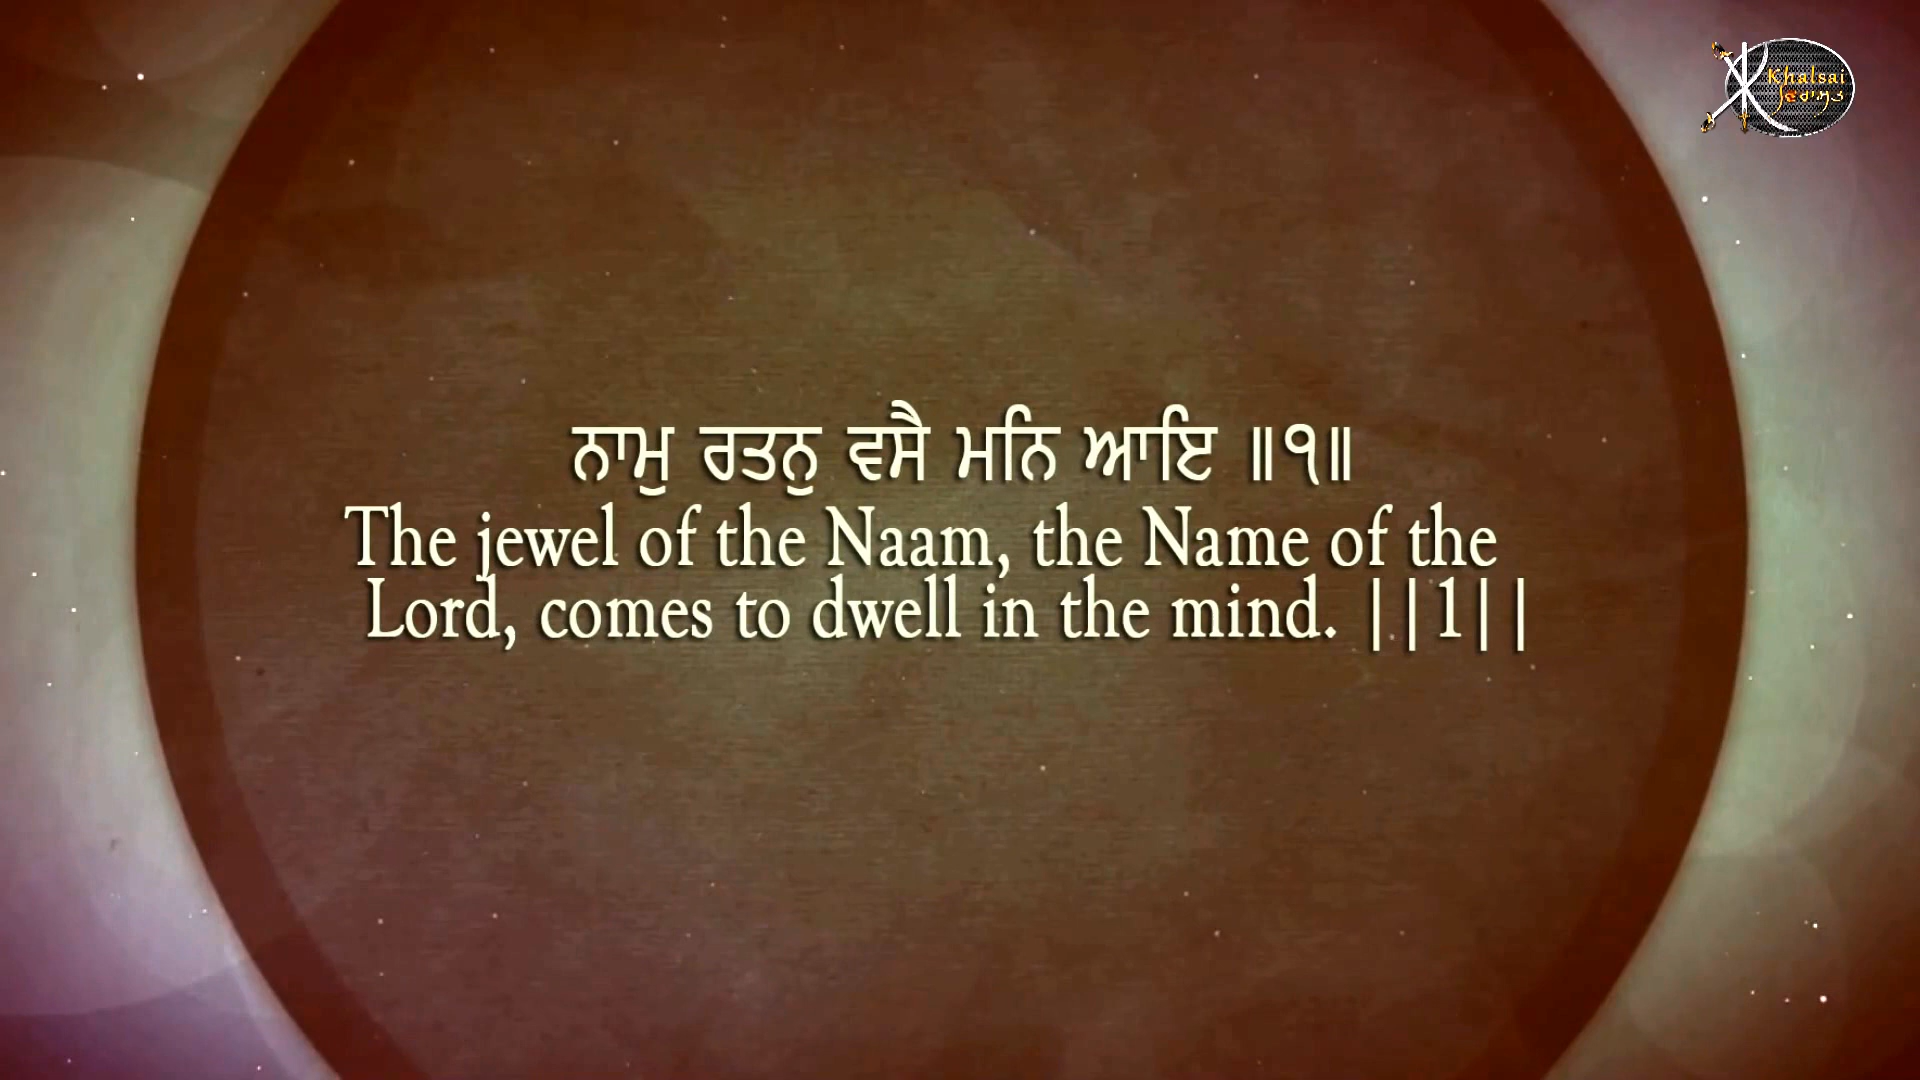 Khalsai
ਵਿਰਾਸਤ
ਨਾਮੁ ਰਤਨੁ ਵਸੈ ਮਨਿ ਆਇ ॥੧॥
The jewel of the Naam, the Name of the
Lord, comes to dwell in the mind. ||1||